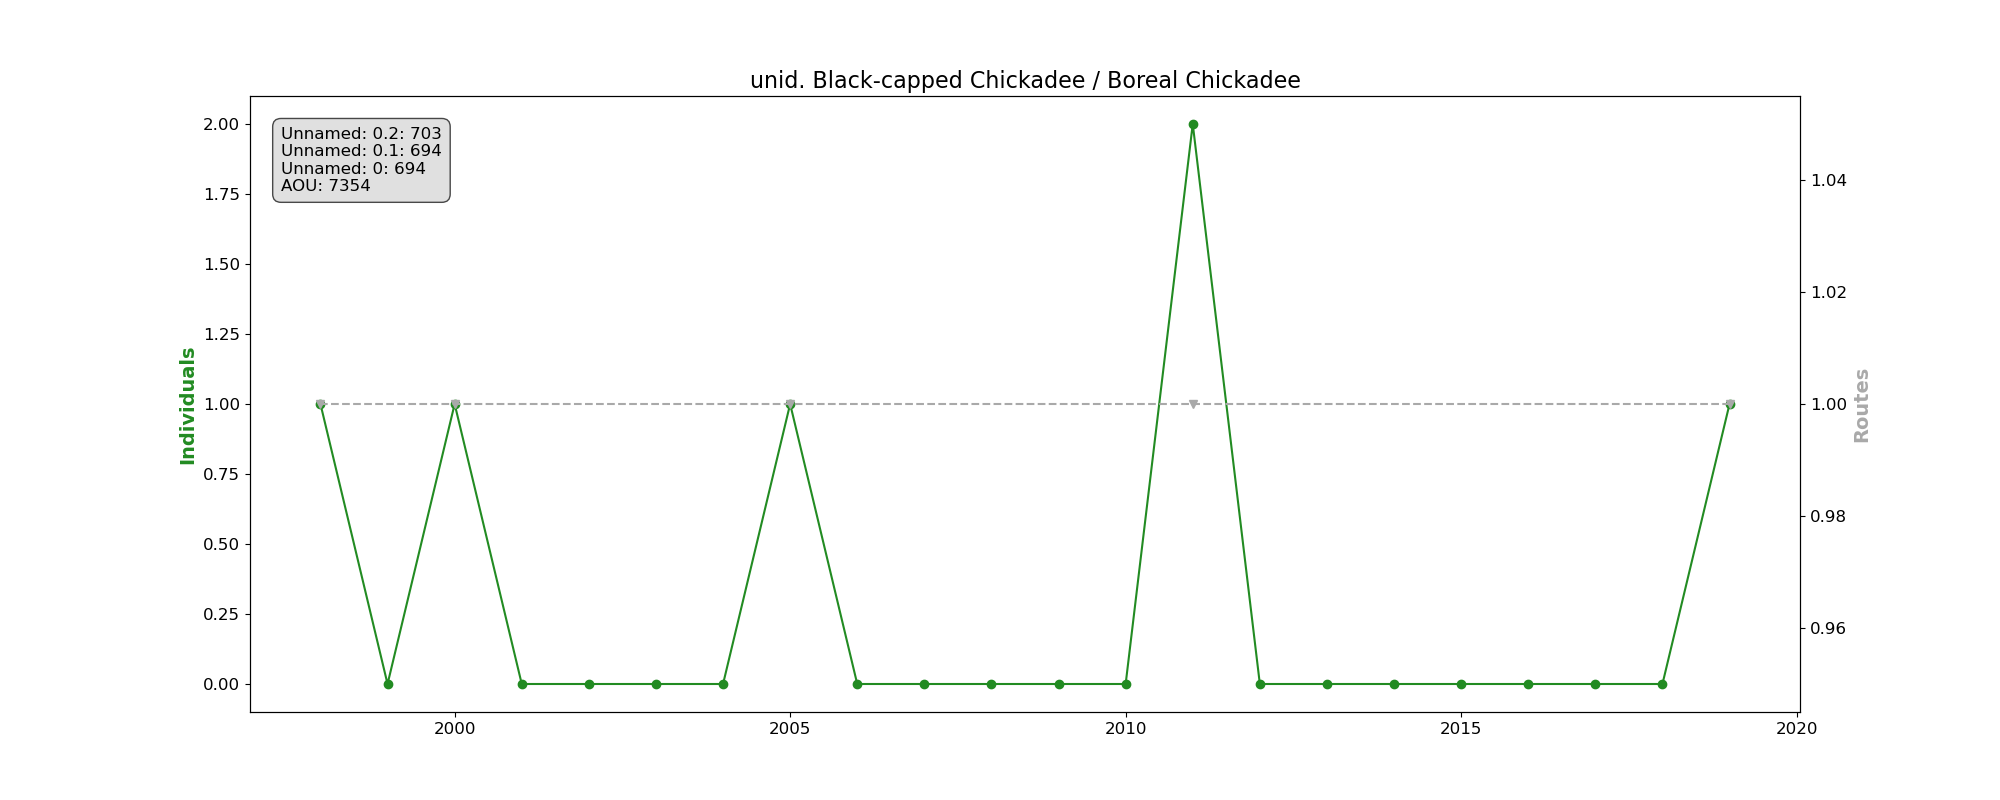 unid. Black-capped Chickadee / Boreal Chickadee
Unnamed: 0.2: 703
Unnamed: 0.1: 694
Unnamed: 0: 694
AOU: 7354
2.00
1.75
1.50
1.25
1.00
0.75
0.50
0.25
0.00
Individuals
1.04
1.02
1.00
0.98
0.96
Routes
2000
2005
2010
2015
2020